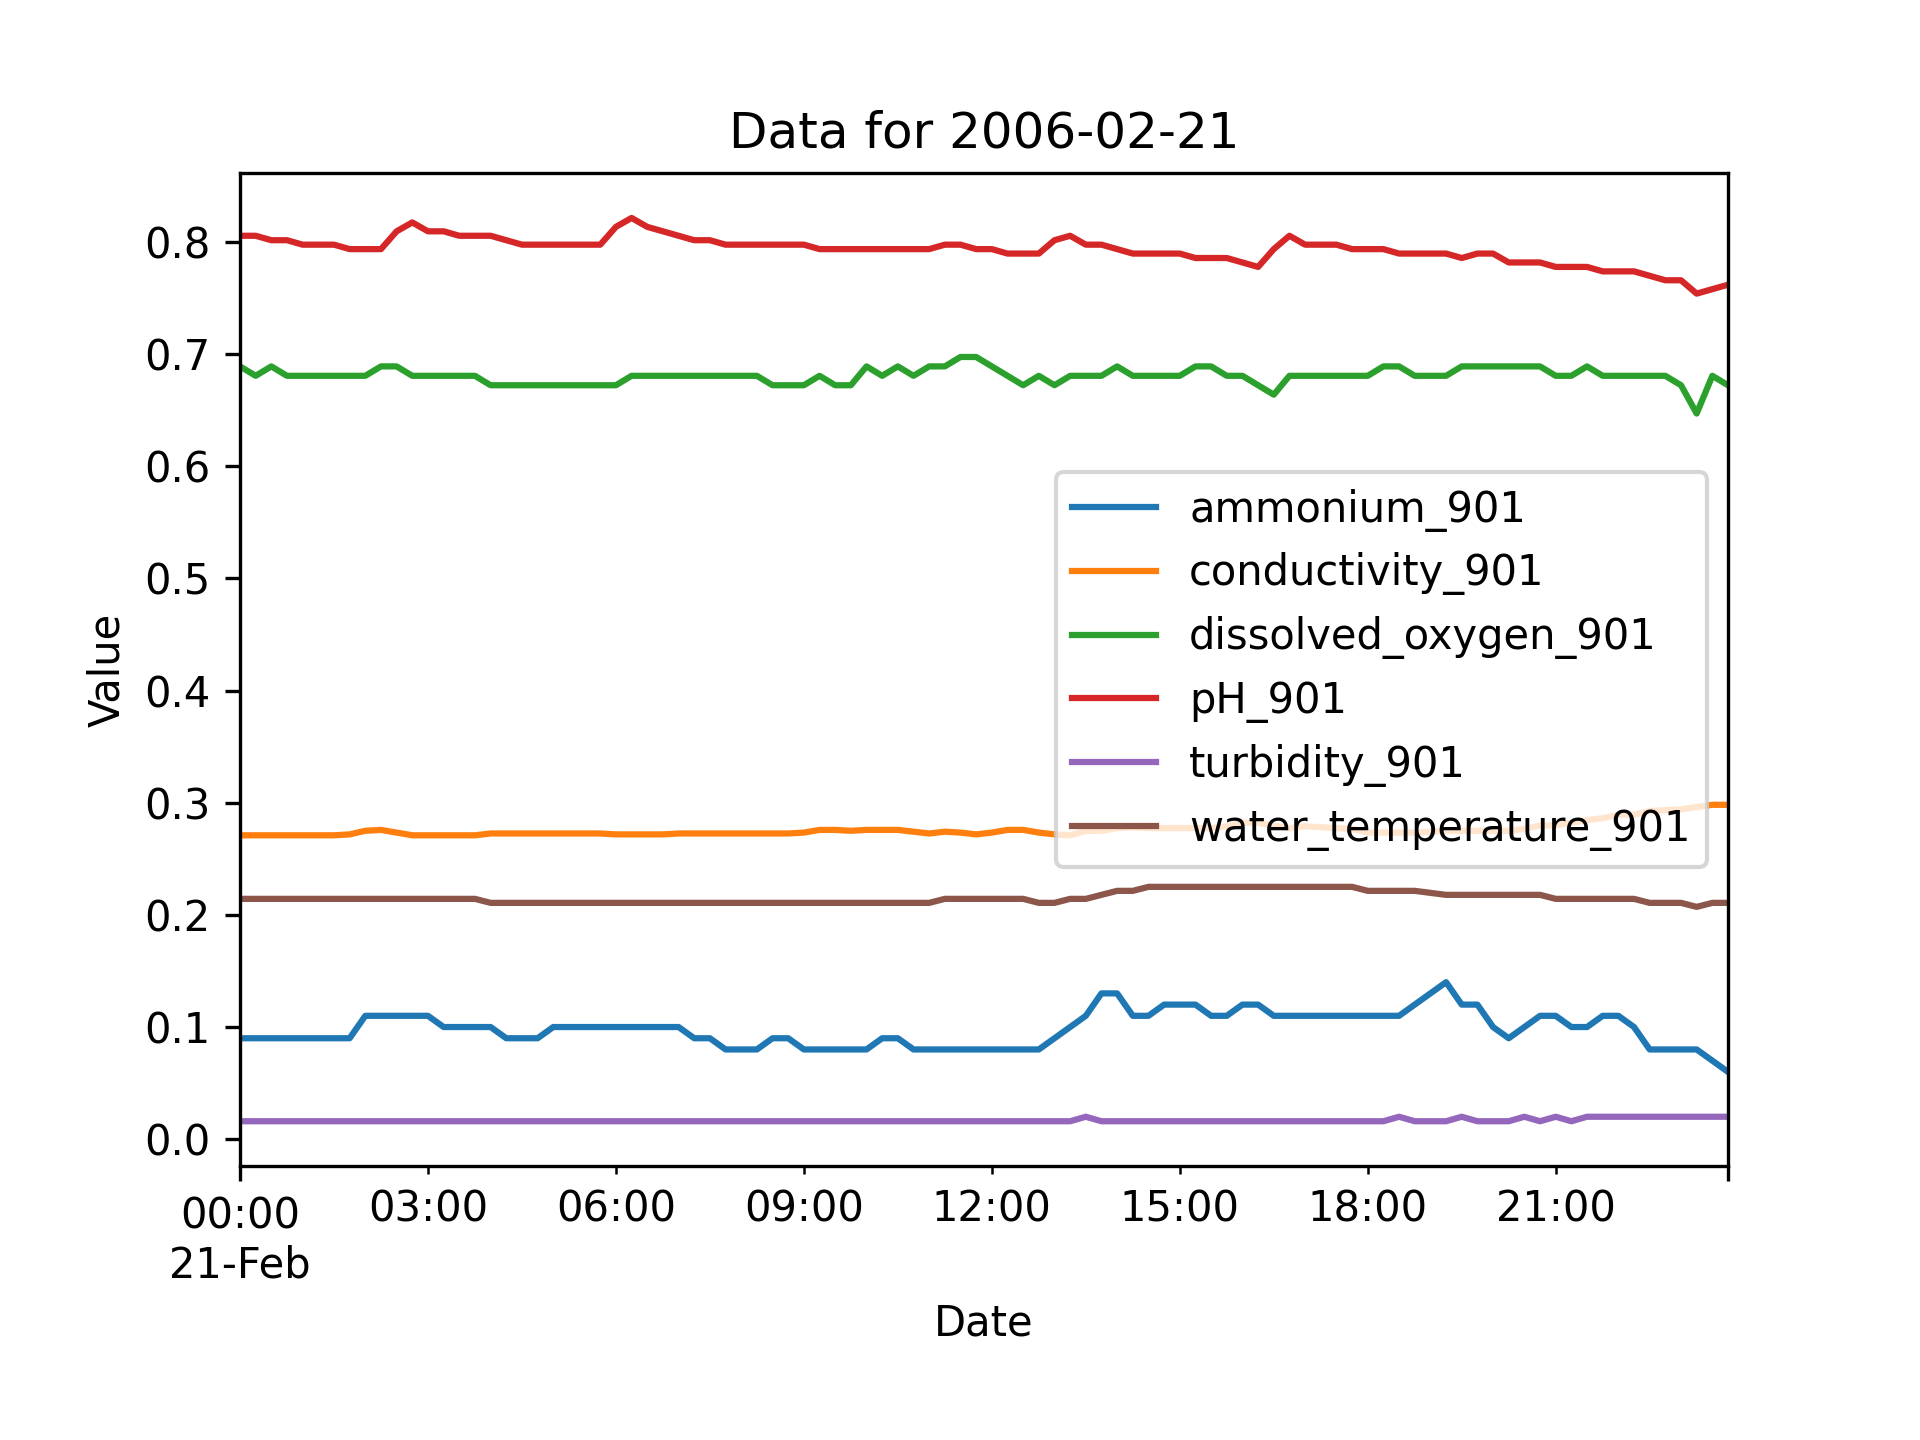 Data for 2006-02-21
0.8
0.7
0.6
0.5
0.4
0.3
0.2
0.1
0.0
Value
ammonium_901
conductivity_901
dissolved_oxygen_901
pH_901
turbidity_901
water_temperature_901
00:00 03:00 06:00 09:00 12:00 15:00 18:00 21:00
21-Feb
Date